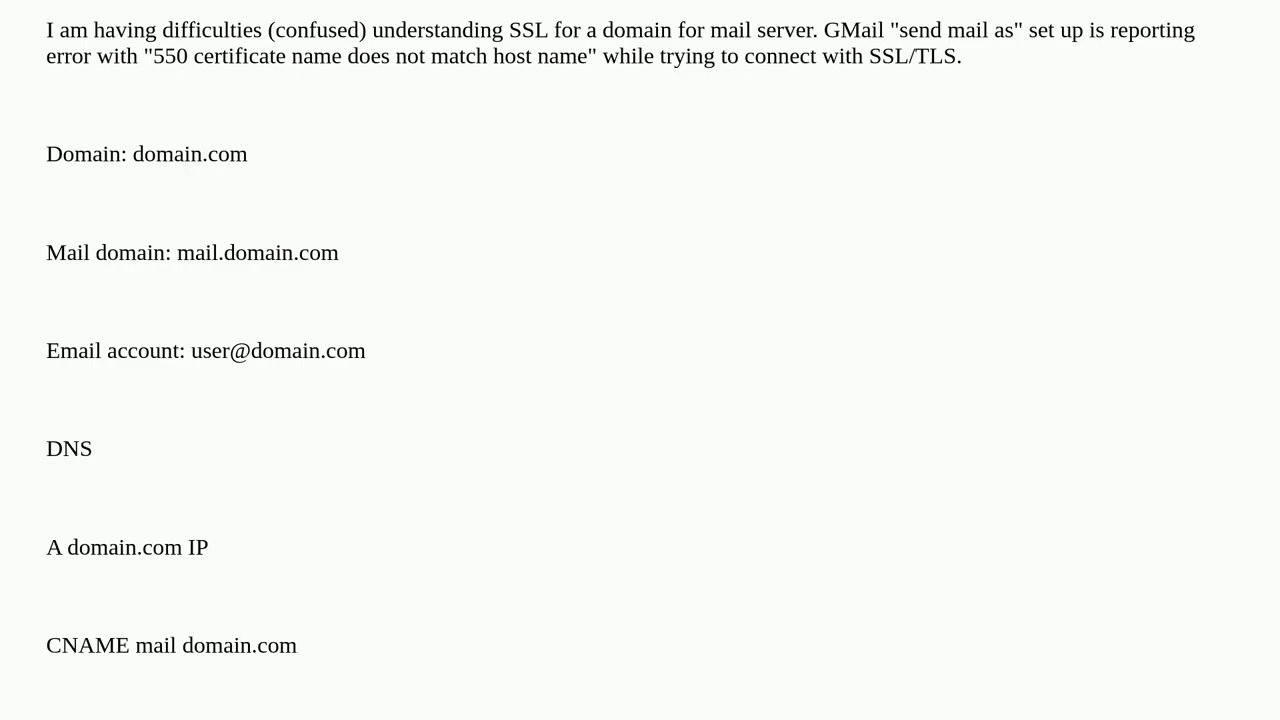 I am having difficulties (confused) understanding SSL for a domain for mail server. GMail "send mail as" set up is reporting
error with "550 certificate name does not match host name" while trying to connect with SSL/TLS.
Domain: domain.com
Mail domain: mail.domain.com
Email account: user@domain.com
DNS
A domain.com IP
CNAME mail domain.com